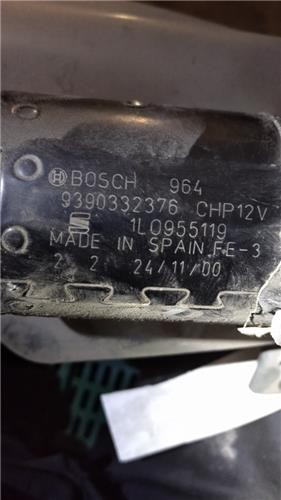 BOSCH 964
9390332376 CHP12V
S 1L0955119
MADE IN SPAIN FE-3
2 2 24/11/00